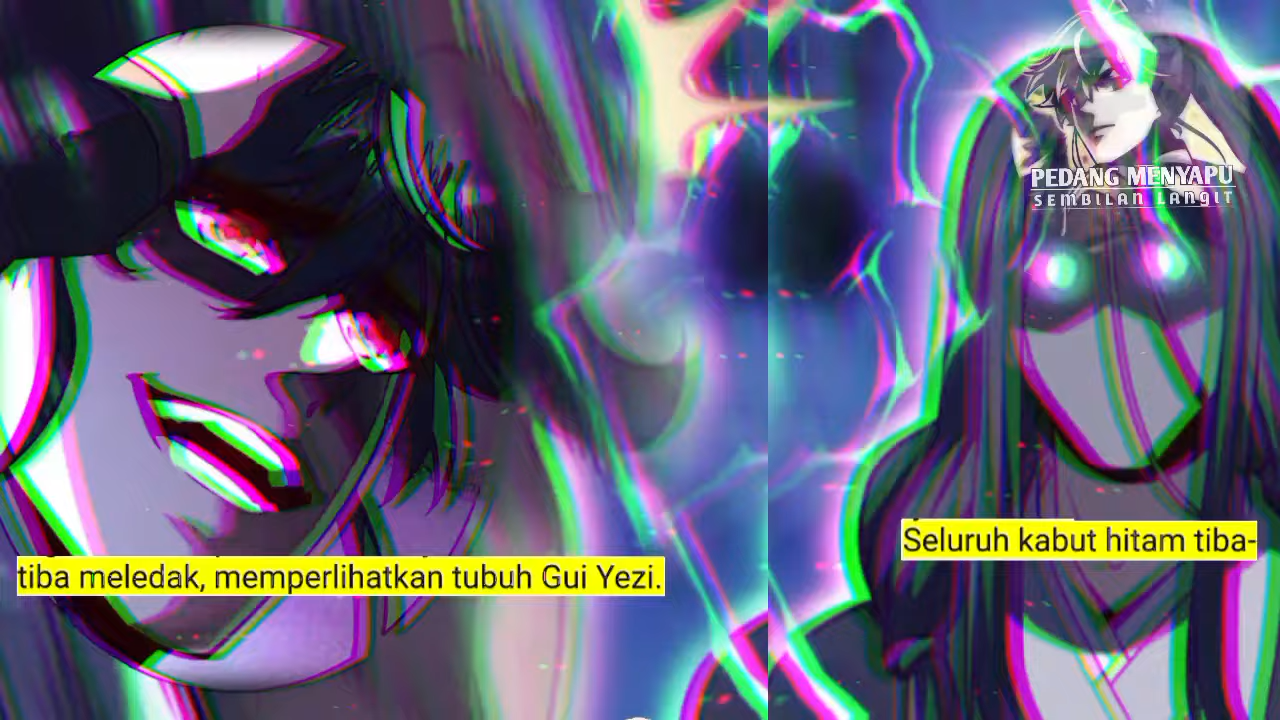 PEDANG MENYAPU
SEMBILAN LANGIT
Seluruh kabut hitam tiba-
tiba meledak, memperlihatkan tubuh Gui Yezi.